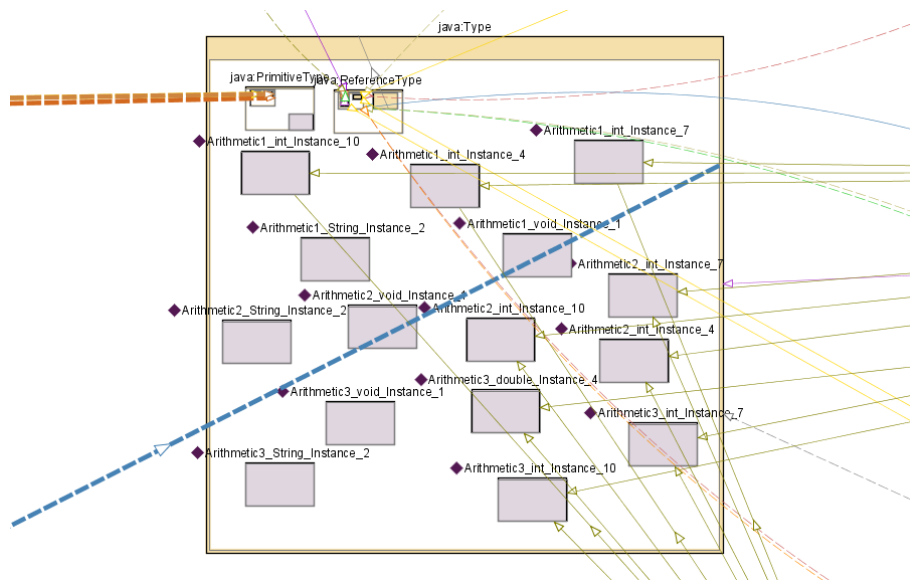 java:Type
java:PrimitiveType
java:ReferenceType
Arithmetic1_int_Instance_7
Arithmetic1_int_Instance_10
Arithmetic1_int_Instance_4
Arithmetic1_String_Instance_2
Arithmetic1_void_Instance_1
Arithmetic2_int_Instance_7
Arithmetic2_void_Instance_1
Arithmetic2_String_Instance_2
Arithmetic2_int_Instance_10
Arithmetic2_int_Instance_4
Arithmetic3_double_Instance_4
Arithmetic3_void_Instance_1
Arithmetic3_int_Instance_7
Arithmetic3_String_Instance_2
Arithmetic3_int_Instance_10